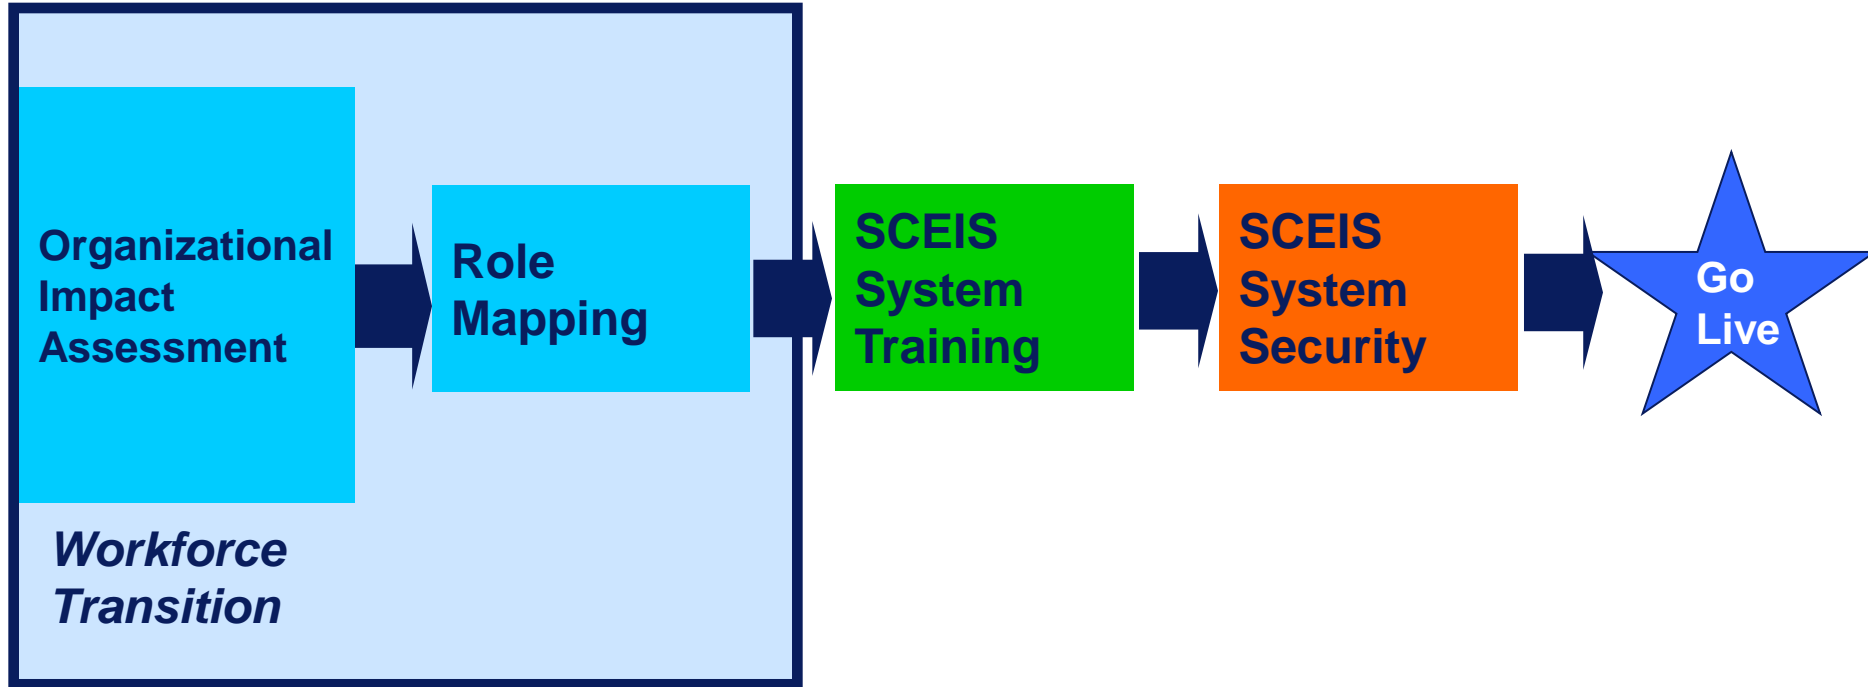 Organizational
Impact
Assessment
Role
Mapping
SCEIS
System
Training
SCEIS
System
Security
Go
Live
Workforce
Transition